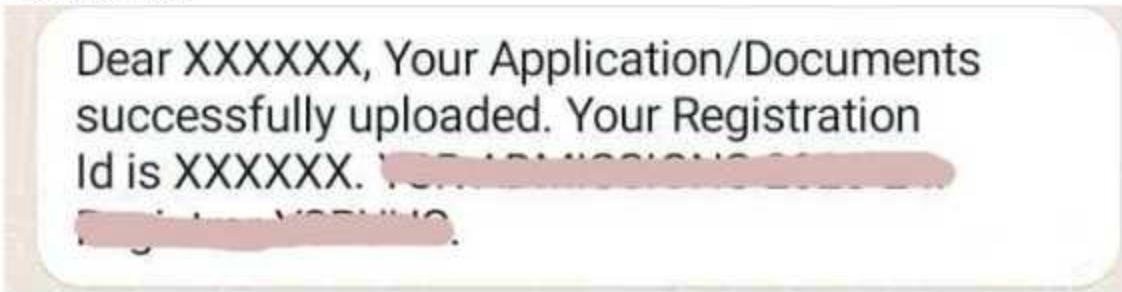 Dear XXXXXX, Your Application/Documents
successfully uploaded. Your Registration
Id is XXXXXX.